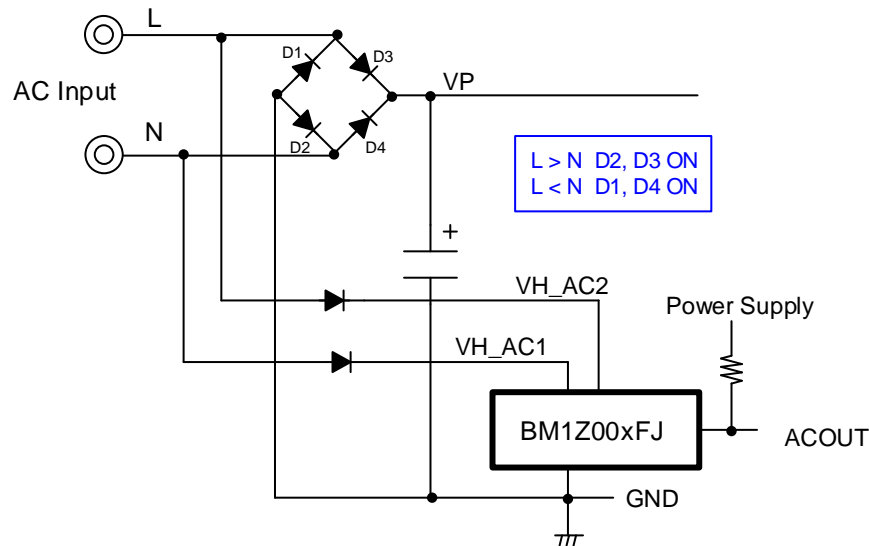 L
D1
D3
AC Input
VP
N
D2
D4
L > N D2, D3 ON
L < N D1, D4 ON
+
VH_AC2
Power Supply
VH_AC1
BM1Z00xFJ
ACOUT
GND